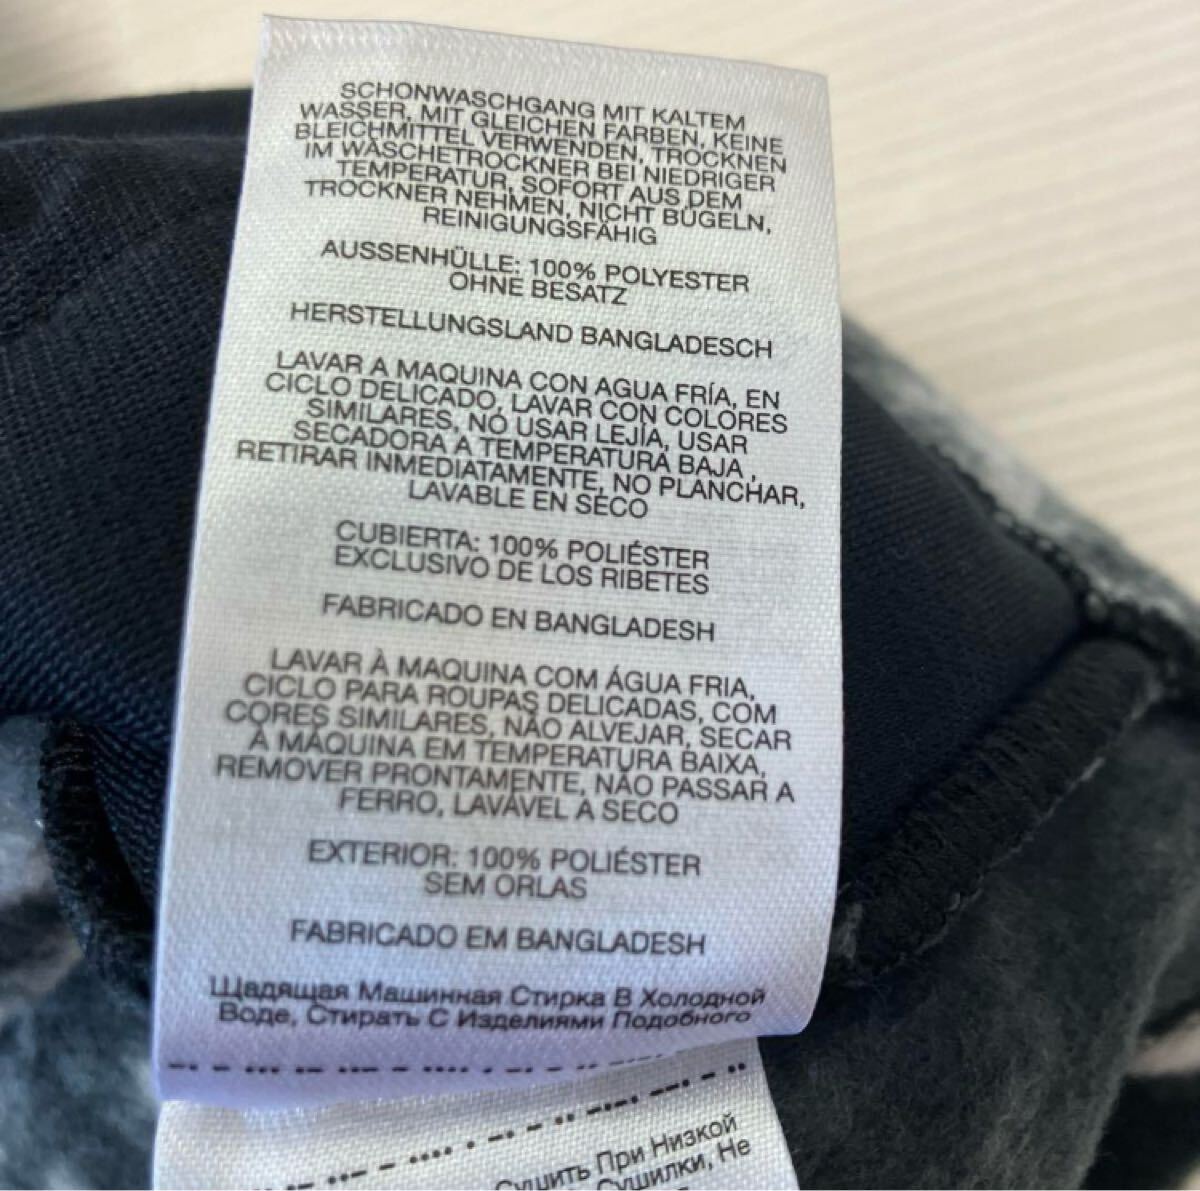 SCHONWASCHGANG MIT KALTEM
WASSER, MIT GLEICHEN FARBEN, KEINE
BLEICHMITTEL VERWENDEN, TROCKNEN
IM WÄSCHETROCKNER BEI NIEDRIGER
TEMPERATUR, SOFORT AUS DEM
TROCKNER NEHMEN, NICHT BÜGELN,
REINIGUNGSFÄHIG
AUSSENHÜLLE: 100% POLYESTER
OHNE BESATZ
HERSTELLUNGSLAND BANGLADESCH
LAVAR A MAQUINA CON AGUA FRÍA, EN
CICLO DELICADO, LAVAR CON COLORES
SIMILARES, NO USAR LEJÍA, USAR
SECADORA A TEMPERATURA BAJA ,
RETIRAR INMEDIATAMENTE, NO PLANCHAR,
LAVABLE EN SECO
CUBIERTA: 100% POLIÉSTER
EXCLUSIVO DE LOS RIBETES
FABRICADO EN BANGLADESH
LAVAR À MAQUINA COM ÁGUA FRIA,
CICLO PARA ROUPAS DELICADAS, COM
CORES SIMILARES, NÃO ALVEJAR, SECAR
À MÁQUINA EM TEMPERATURA BAIXA,
REMOVER PRONTAMENTE, NÃO PASSAR A
FERRO, LAVÁVEL A SECO
EXTERIOR: 100% POLIÉSTER
SEM ORLAS
FABRICADO EM BANGLADESH
Щадящая Машинная Стирка В Холодной
Воде, Стирать С Изделиями Подобного
Сушить При Низкой
Сушилки, Не